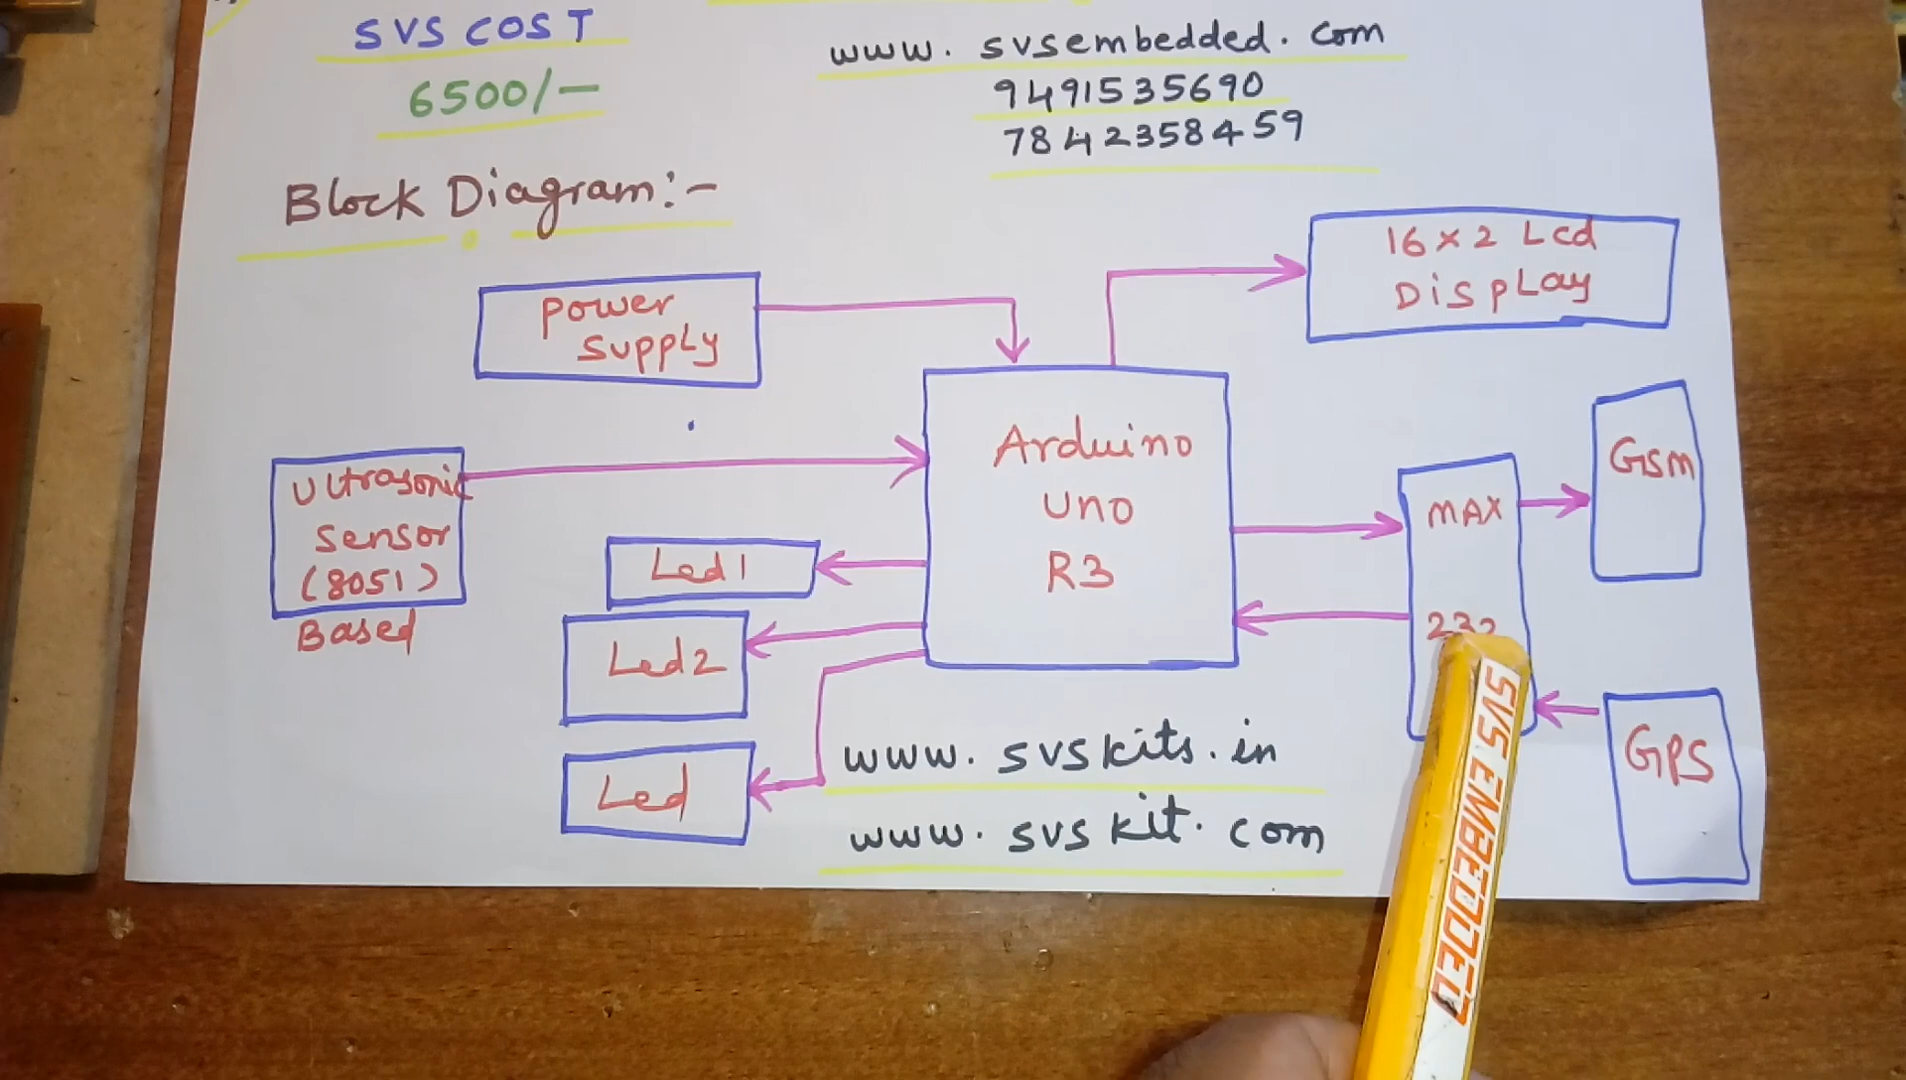 SVS COST
6500/-
www. svsembedded. com
9491535690
7842358459
Block Diagram:-
16x2 Lcd
Display
power
supply
Arduino
uno
R3
Gsm
ultrasonic
sensor
(8051)
Based
MAX
232
Led1
Led2
Led
GPS
www. svskits. in
www. svskit. com
SVS EMBEDDED